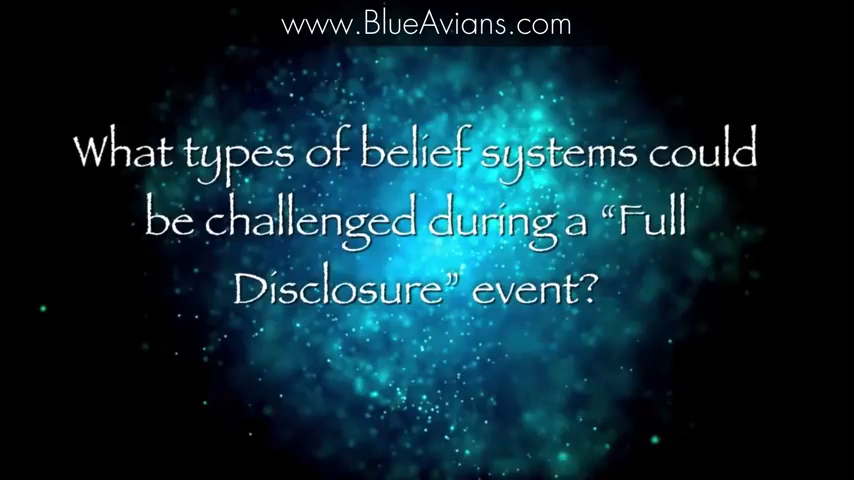 www.BlueAvians.com
What types of belief systems could
be challenged during a “Full
Disclosure” event?